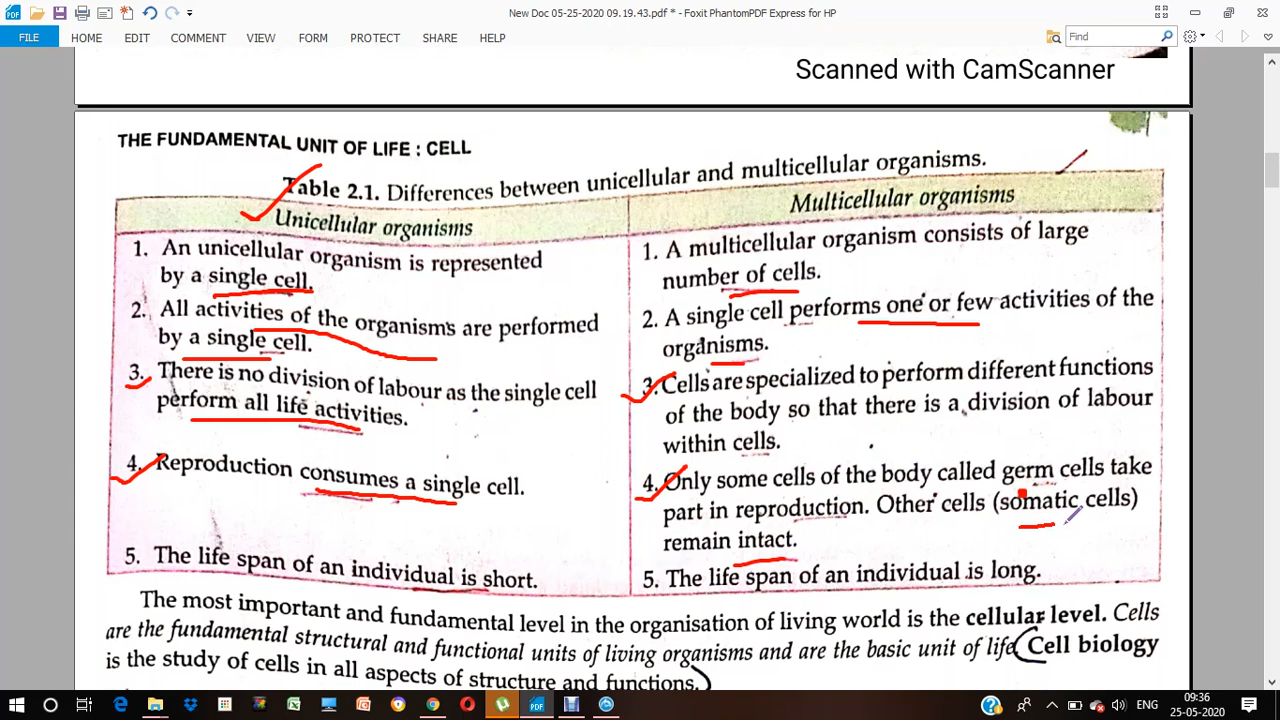 New Doc 05-25-2020 09.19.43.pdf * - Foxit PhantomPDF Express for HP
FILE HOME EDIT COMMENT VIEW FORM PROTECT SHARE HELP Find
Scanned with CamScanner
THE FUNDAMENTAL UNIT OF LIFE : CELL
Table 2.1. Differences between unicellular and multicellular organisms.
Unicellular organisms
1. An unicellular organism is represented
by a single cell.
2. All activities of the organisms are performed
by a single cell.
3. There is no division of labour as the single cell
perform all life activities.
4. Reproduction consumes a single cell.
5. The life span of an individual is short.
Multicellular organisms
1. A multicellular organism consists of large
number of cells.
2. A single cell performs one or few activities of the
organisms.
3. Cells are specialized to perform different functions
of the body so that there is a division of labour
within cells.
4. Only some cells of the body called germ cells take
part in reproduction. Other cells (somatic cells)
remain intact.
5. The life span of an individual is long.
The most important and fundamental level in the organisation of living world is the cellular level. Cells
are the fundamental structural and functional units of living organisms and are the basic unit of life. Cell biology
is the study of cells in all aspects of structure and functions.
ENG
09:36
25-05-2020